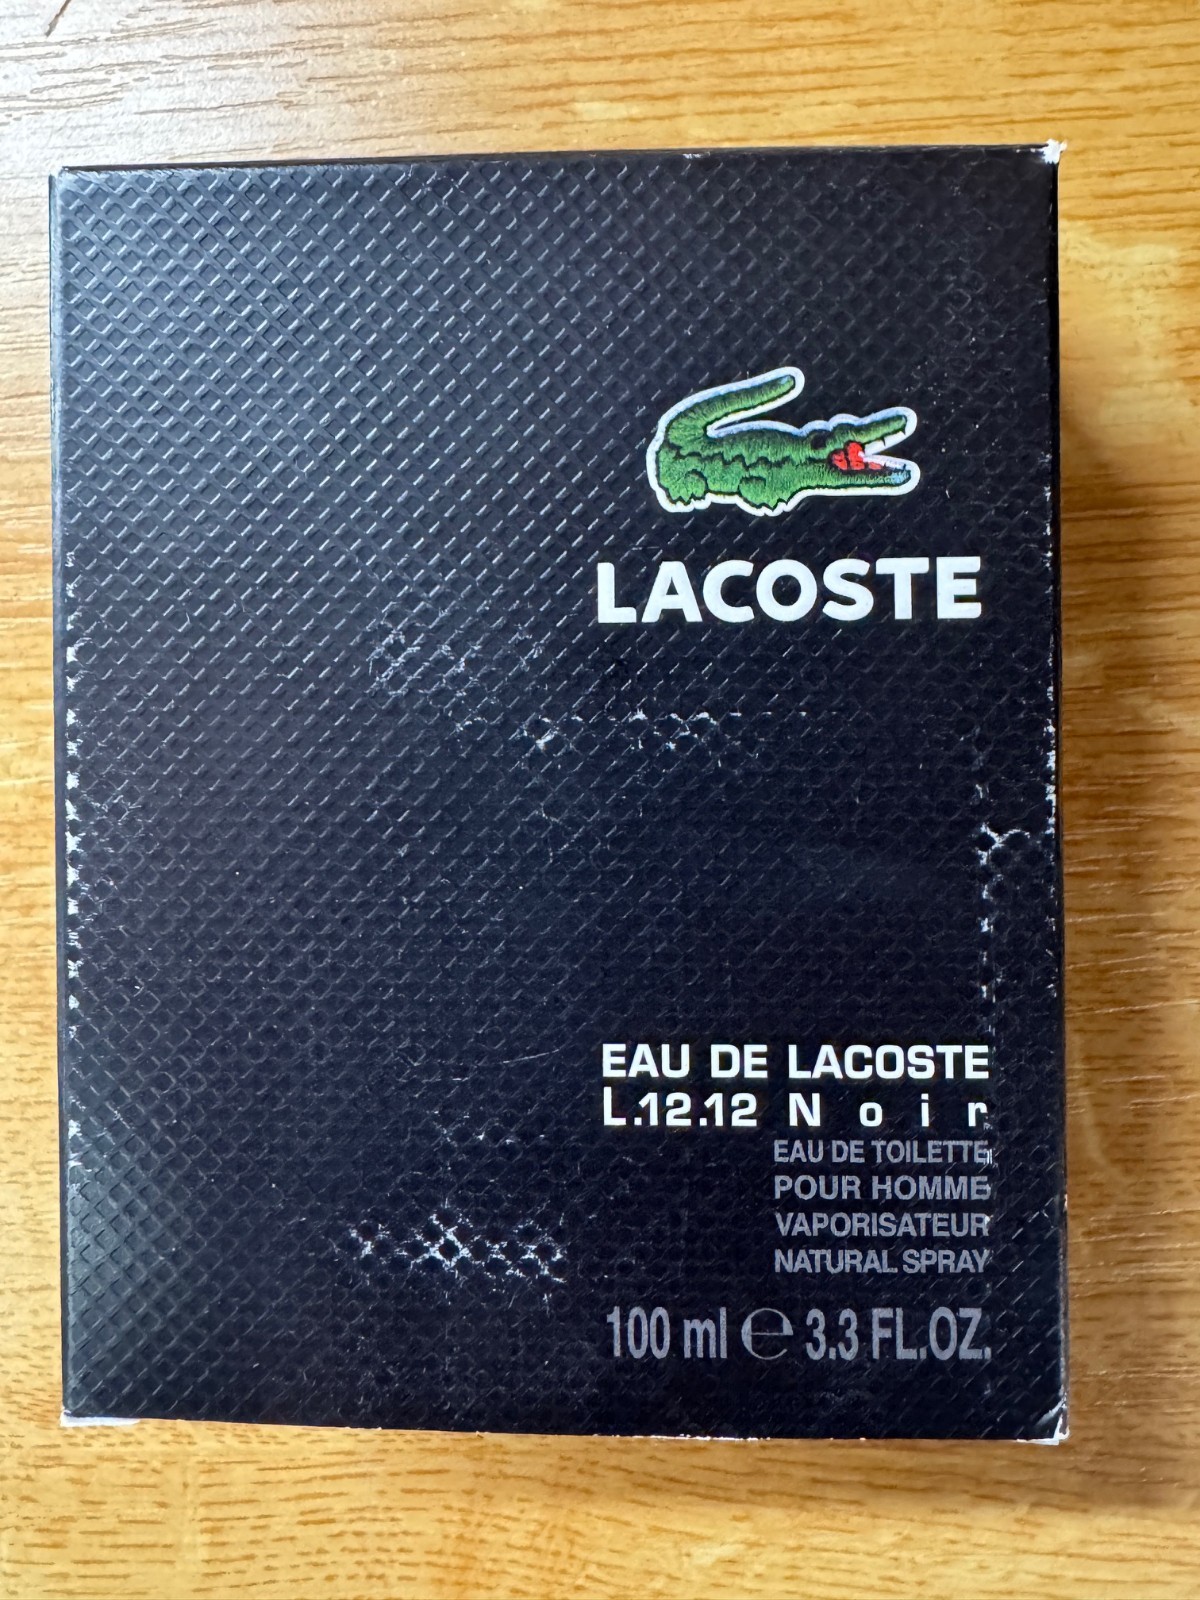 LACOSTE
EAU DE LACOSTE
L.12.12 Noir
EAU DE TOILETTE
POUR HOMME
VAPORISATEUR
NATURAL SPRAY
100 ml ℮ 3.3 FL.OZ.